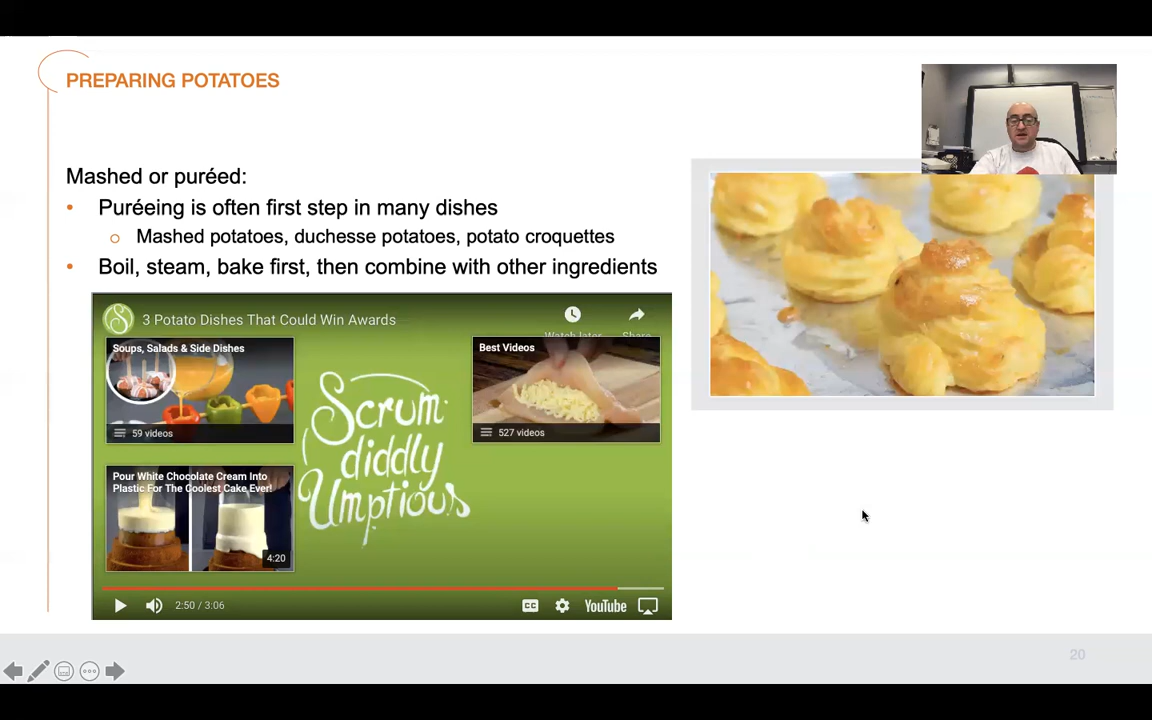 PREPARING POTATOES
Mashed or puréed:
• Puréeing is often first step in many dishes
o Mashed potatoes, duchesse potatoes, potato croquettes
• Boil, steam, bake first, then combine with other ingredients
3 Potato Dishes That Could Win Awards
Watch later
Share
Soups, Salads & Side Dishes
59 videos
Best Videos
527 videos
Scrum
diddly
Umptious
Pour White Chocolate Cream Into
Plastic For The Coolest Cake Ever!
4:20
2:50 / 3:06
CC
YouTube
20